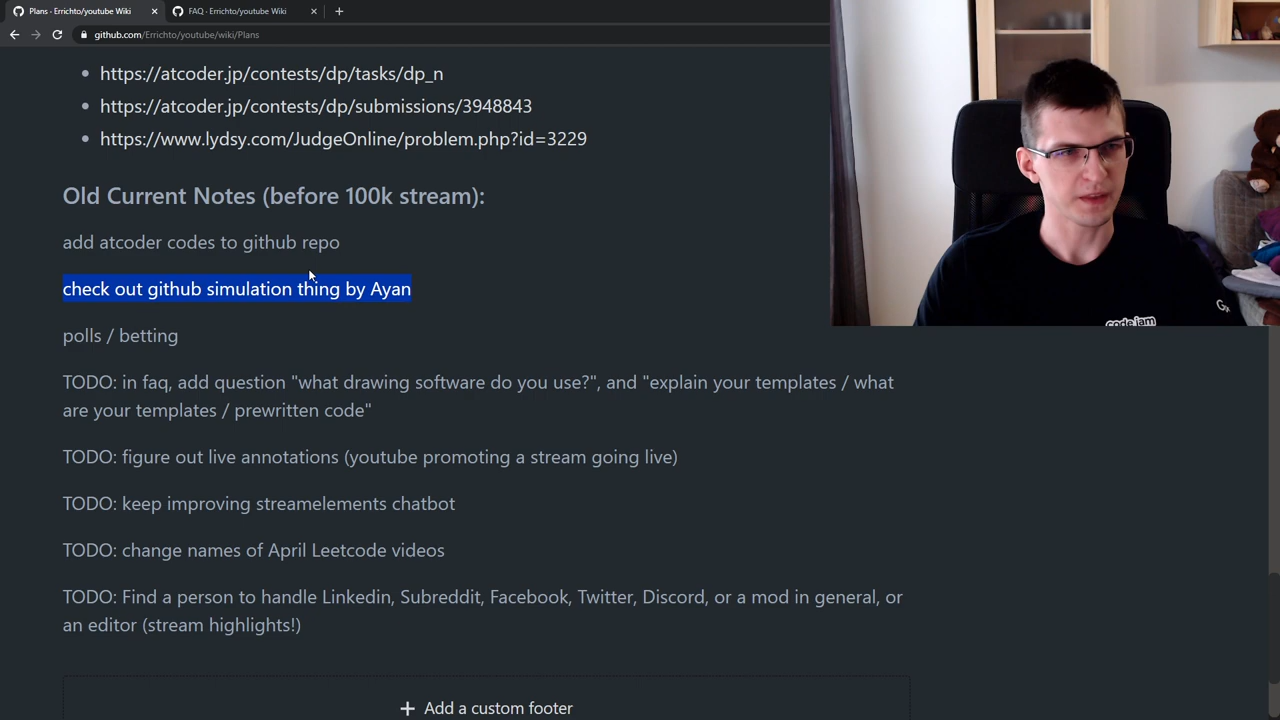 Plans · Errichto/youtube Wiki
FAQ · Errichto/youtube Wiki
github.com/Errichto/youtube/wiki/Plans
https://atcoder.jp/contests/dp/tasks/dp_n
https://atcoder.jp/contests/dp/submissions/3948843
https://www.lydsy.com/JudgeOnline/problem.php?id=3229
Old Current Notes (before 100k stream):
add atcoder codes to github repo
check out github simulation thing by Ayan
polls / betting
TODO: in faq, add question "what drawing software do you use?", and "explain your templates / what
are your templates / prewritten code"
TODO: figure out live annotations (youtube promoting a stream going live)
TODO: keep improving streamelements chatbot
TODO: change names of April Leetcode videos
TODO: Find a person to handle Linkedin, Subreddit, Facebook, Twitter, Discord, or a mod in general, or
an editor (stream highlights!)
+ Add a custom footer
code jam